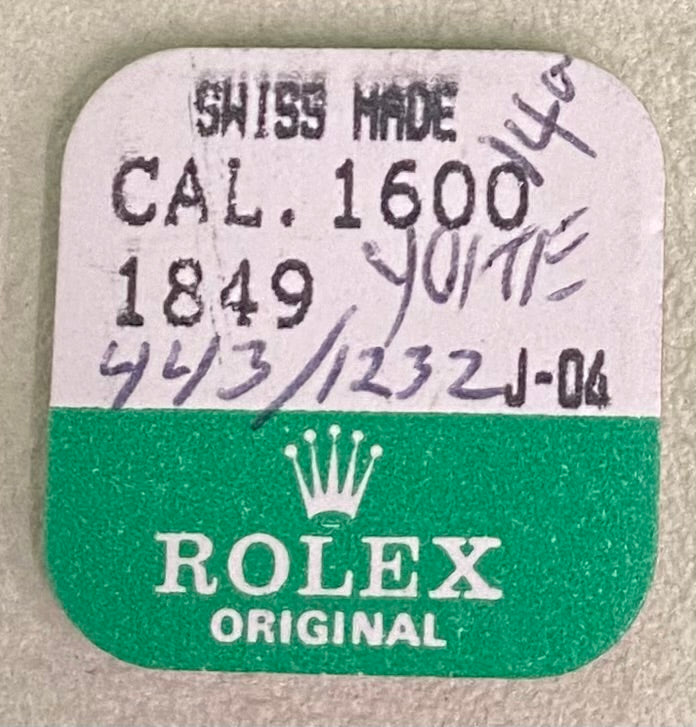 SWISS MADE
CAL. 1600
1849
443/1232 J-04
ROLEX
ORIGINAL